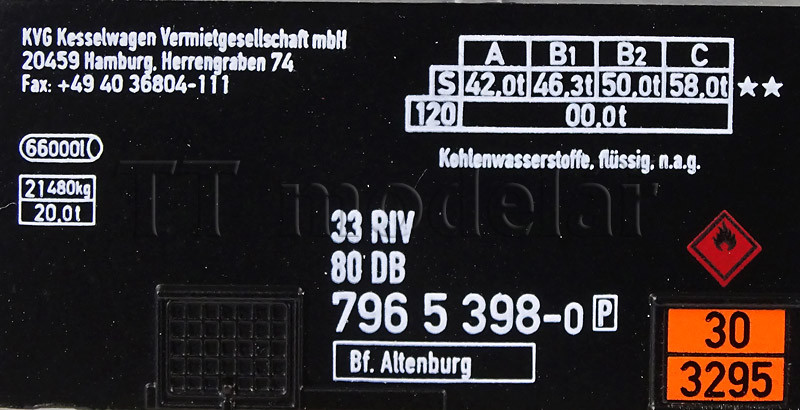 KVG Kesselwagen Vermietgesellschaft mbH
20459 Hamburg, Herrengraben 74
Fax: +49 40 36804-111
A B1 B2 C
S 42,0t 46,3t 50,0t 58,0t ★★
120 00,0t
66000l
Kohlenwasserstoffe, flüssig, n.a.g.
21480kg
20,0t
TT modelar
33 RIV
80 DB
796 5 398-0 P
Bf. Altenburg
30
3295